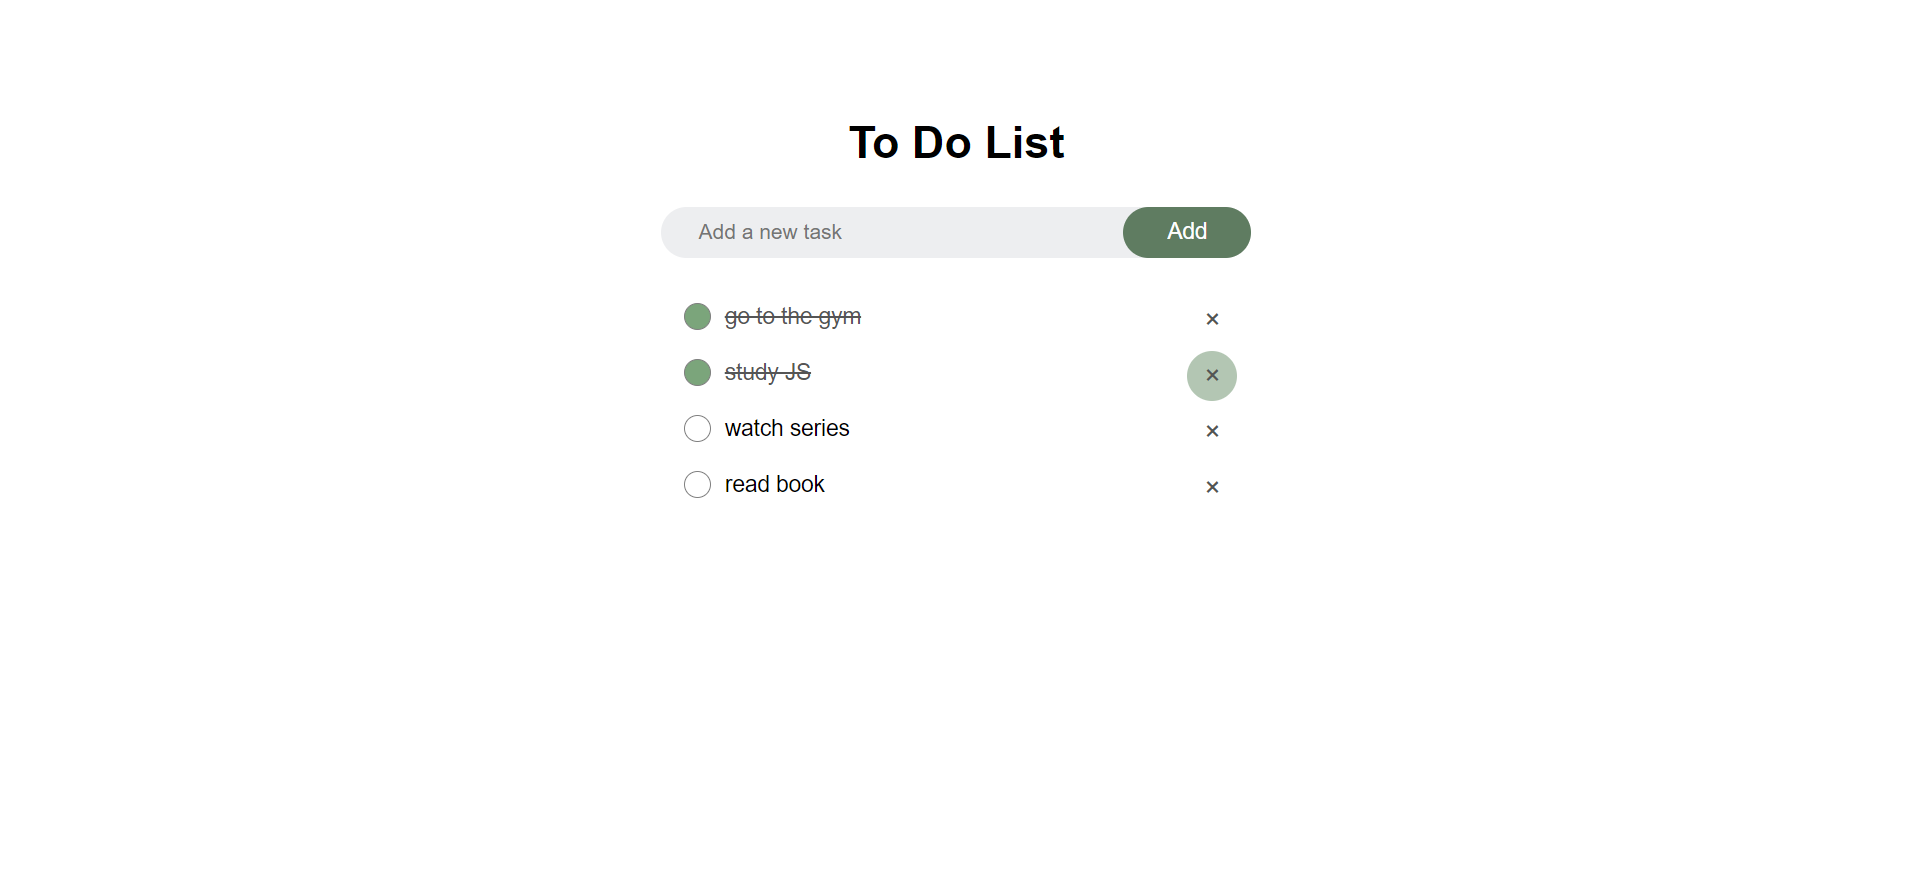 To Do List
Add a new task Add
go to the gym ×
study JS ×
watch series ×
read book ×